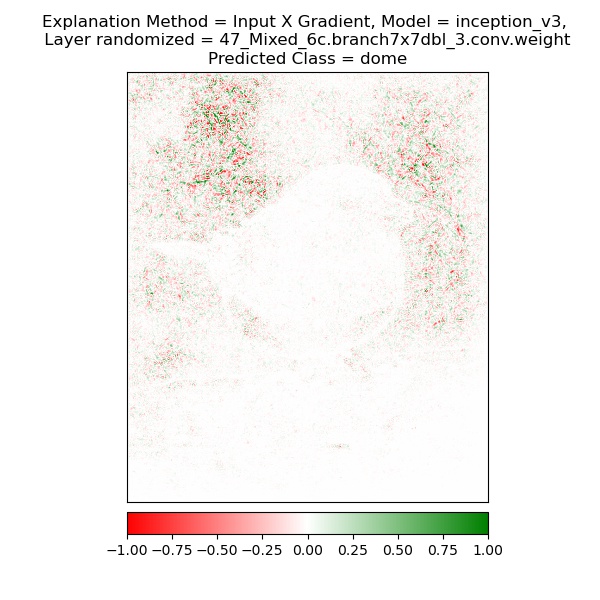 Explanation Method = Input X Gradient, Model = inception_v3,
Layer randomized = 47_Mixed_6c.branch7x7dbl_3.conv.weight
Predicted Class = dome
−1.00 −0.75 −0.50 −0.25 0.00 0.25 0.50 0.75 1.00